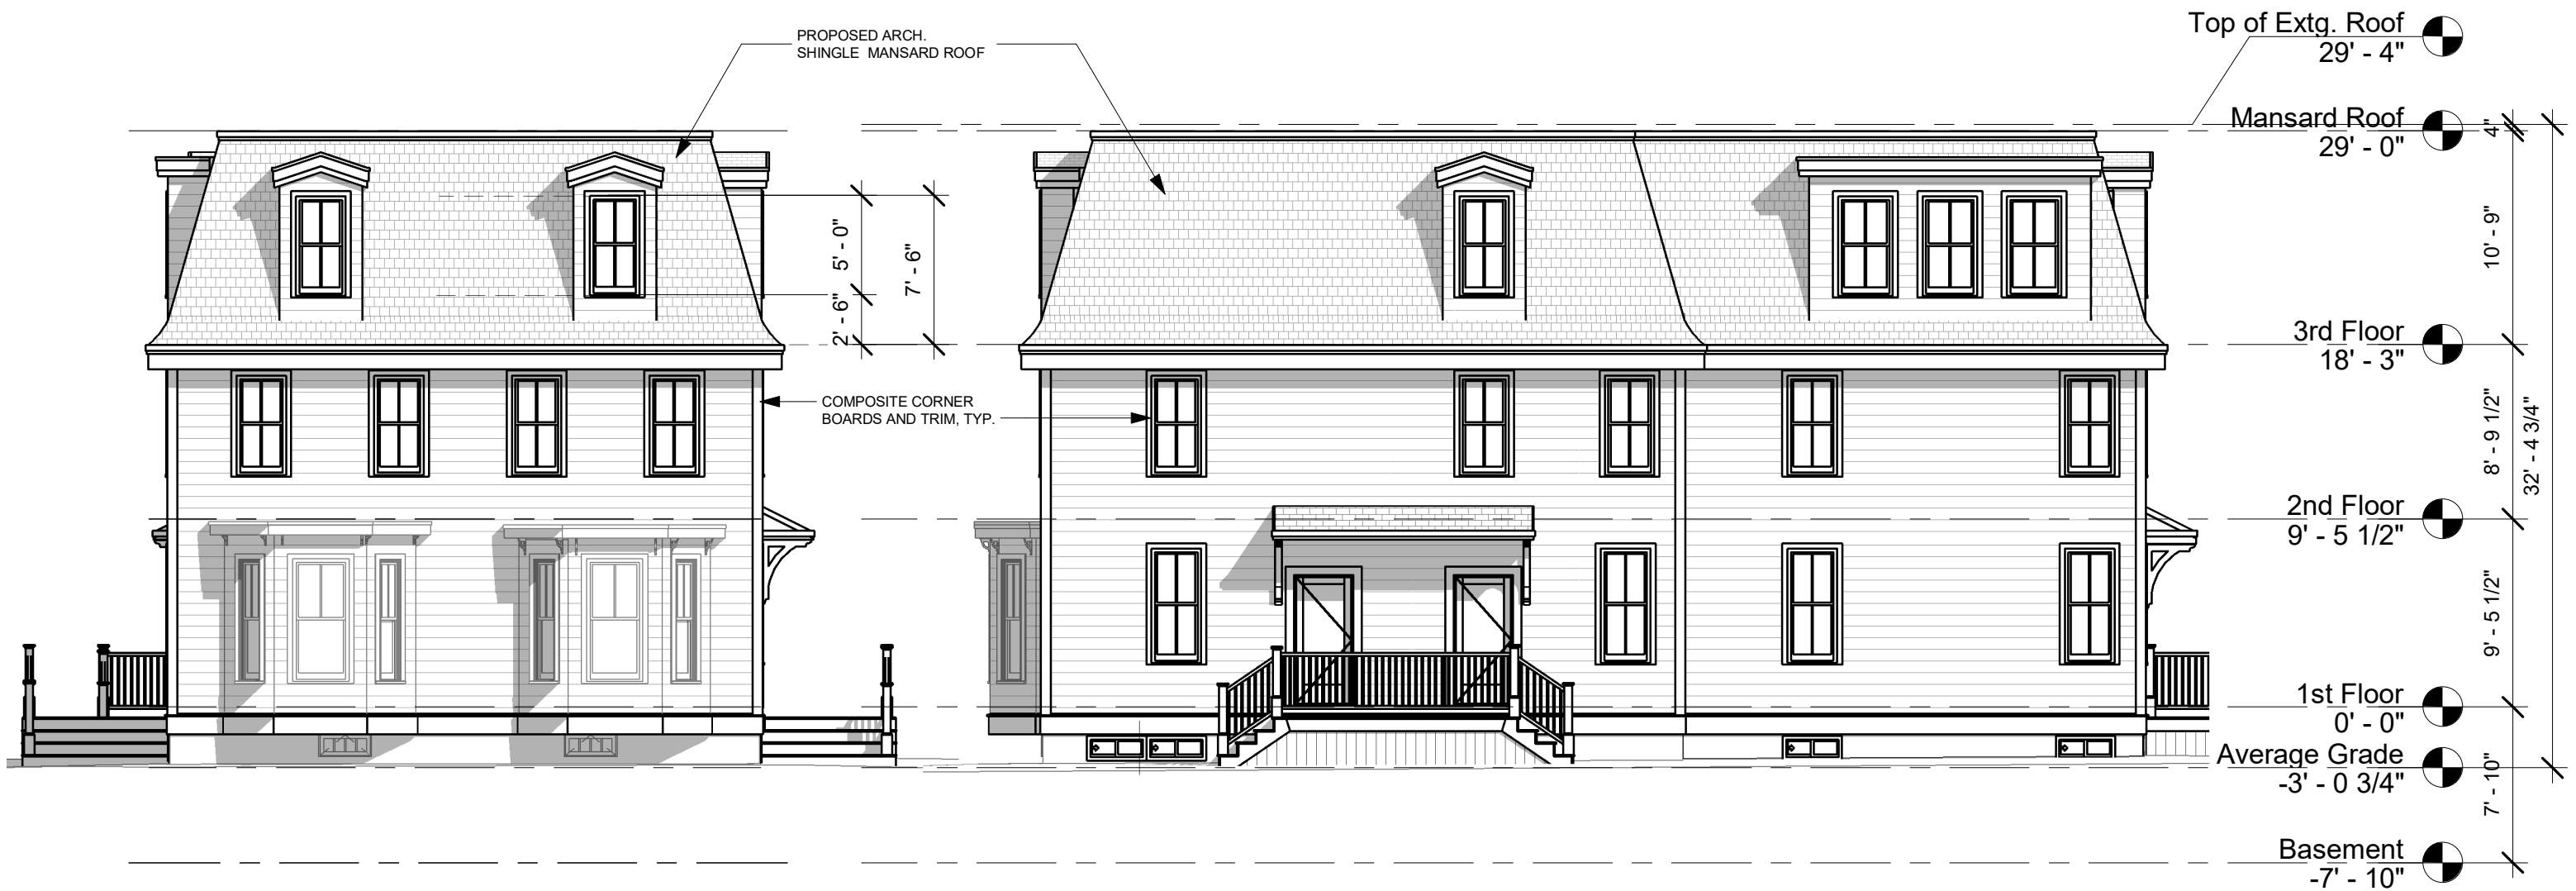 PROPOSED ARCH.
SHINGLE MANSARD ROOF
Top of Extg. Roof
29' - 4"
Mansard Roof
29' - 0"
4"
10' - 9"
5' - 0"
2' - 6"
7' - 6"
3rd Floor
18' - 3"
COMPOSITE CORNER
BOARDS AND TRIM, TYP.
8' - 9 1/2"
32' - 4 3/4"
2nd Floor
9' - 5 1/2"
9' - 5 1/2"
1st Floor
0' - 0"
Average Grade
-3' - 0 3/4"
7' - 10"
Basement
-7' - 10"